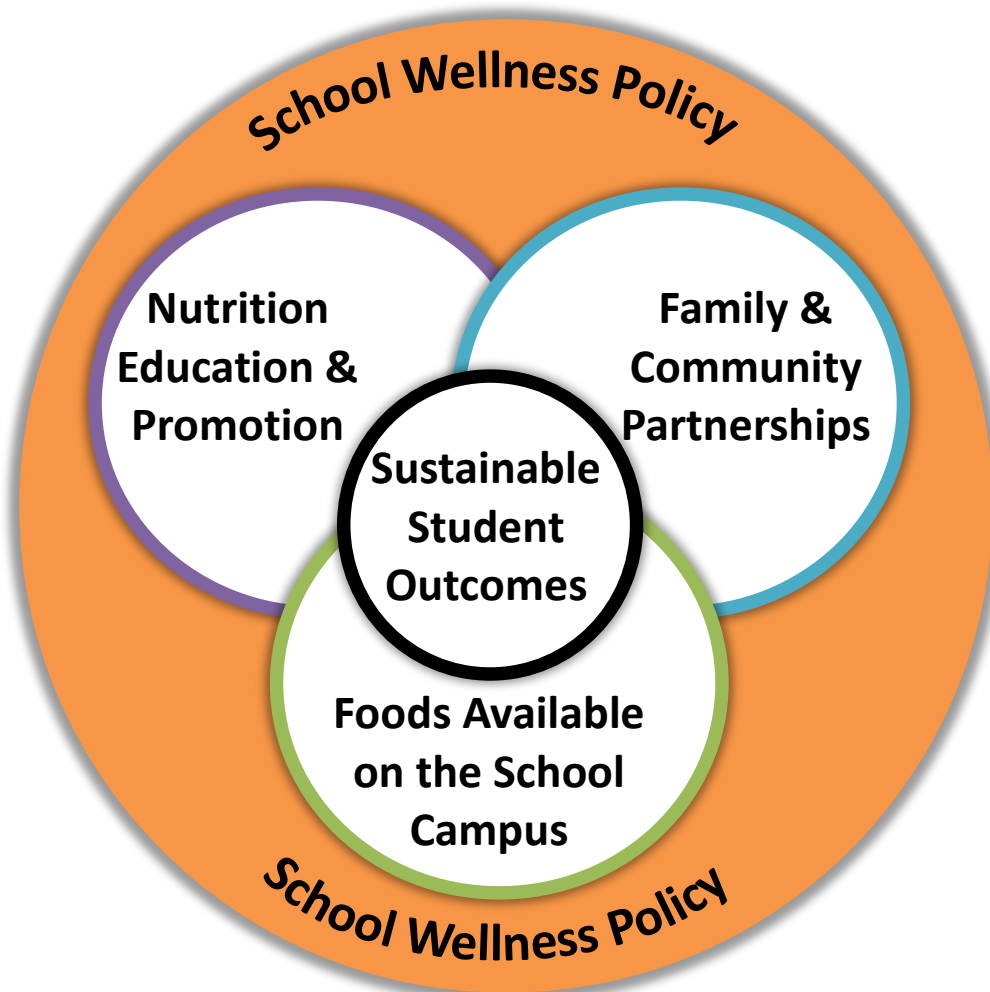 School Wellness Policy
Nutrition
Education &
Promotion
Family &
Community
Partnerships
Sustainable
Student
Outcomes
Foods Available
on the School
Campus
School Wellness Policy